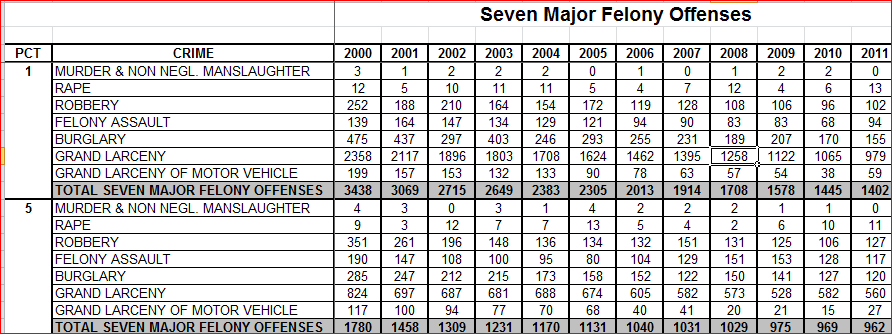 Seven Major Felony Offenses
PCT CRIME 2000 2001 2002 2003 2004 2005 2006 2007 2008 2009 2010 2011
1 MURDER & NON NEGL. MANSLAUGHTER 3 1 2 2 2 0 1 0 1 2 2 0
RAPE 12 5 10 11 11 5 4 7 12 4 6 13
ROBBERY 252 188 210 164 154 172 119 128 108 106 96 102
FELONY ASSAULT 139 164 147 134 129 121 94 90 83 83 68 94
BURGLARY 475 437 297 403 246 293 255 231 189 207 170 155
GRAND LARCENY 2358 2117 1896 1803 1708 1624 1462 1395 1258 1122 1065 979
GRAND LARCENY OF MOTOR VEHICLE 199 157 153 132 133 90 78 63 57 54 38 59
TOTAL SEVEN MAJOR FELONY OFFENSES 3438 3069 2715 2649 2383 2305 2013 1914 1708 1578 1445 1402
5 MURDER & NON NEGL. MANSLAUGHTER 4 3 0 3 1 4 2 2 2 1 1 0
RAPE 9 3 12 7 7 13 5 4 2 6 10 11
ROBBERY 351 261 196 148 136 134 132 151 131 125 106 127
FELONY ASSAULT 190 147 108 100 95 80 104 129 151 153 128 117
BURGLARY 285 247 212 215 173 158 152 122 150 141 127 120
GRAND LARCENY 824 697 687 681 688 674 605 582 573 528 582 560
GRAND LARCENY OF MOTOR VEHICLE 117 100 94 77 70 68 40 41 20 21 15 27
TOTAL SEVEN MAJOR FELONY OFFENSES 1780 1458 1309 1231 1170 1131 1040 1031 1029 975 969 962